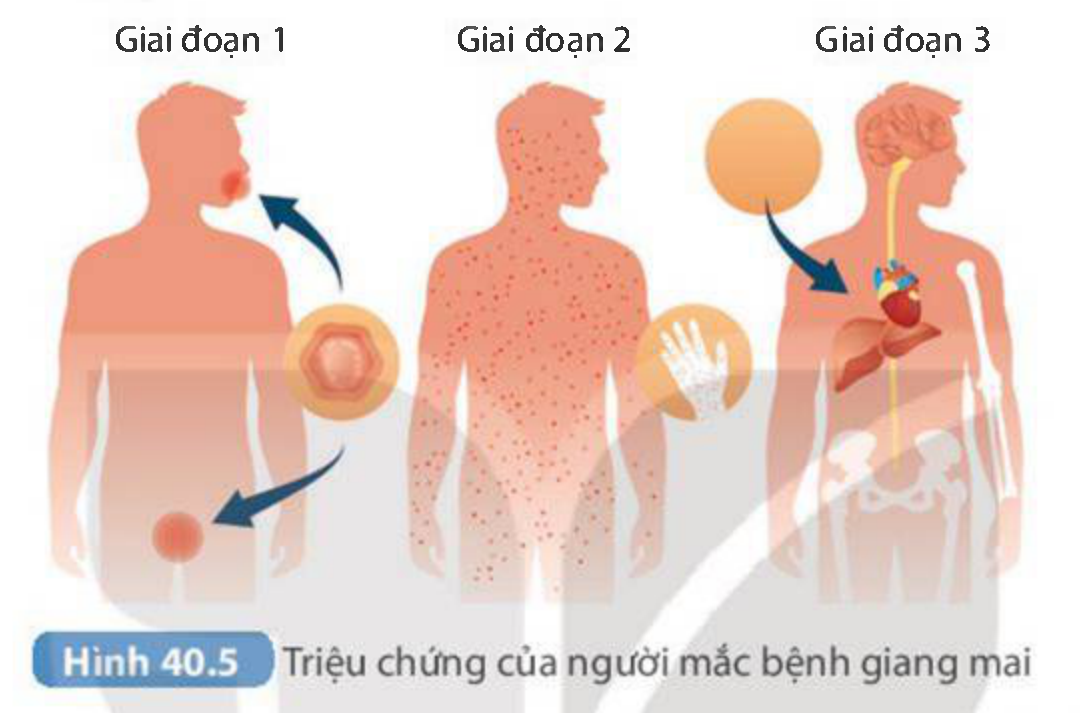 Giai đoạn 1
Giai đoạn 2
Giai đoạn 3
Hình 40.5 Triệu chứng của người mắc bệnh giang mai